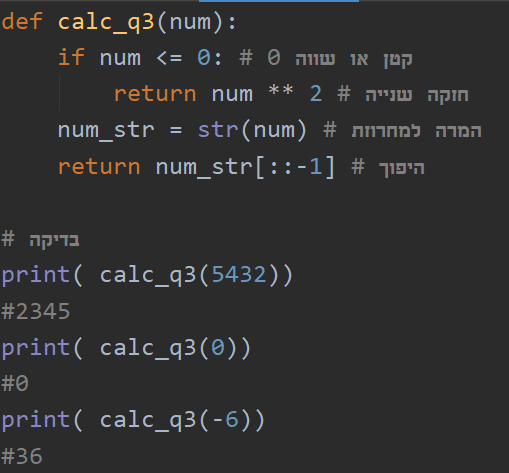 def calc_q3(num):
    if num <= 0: # קטן או שווה 0
        return num ** 2 # חזקה שנייה
    num_str = str(num) # המרה למחרוזת
    return num_str[::-1] # היפוך
# בדיקה
print( calc_q3(5432))
#2345
print( calc_q3(0))
#0
print( calc_q3(-6))
#36